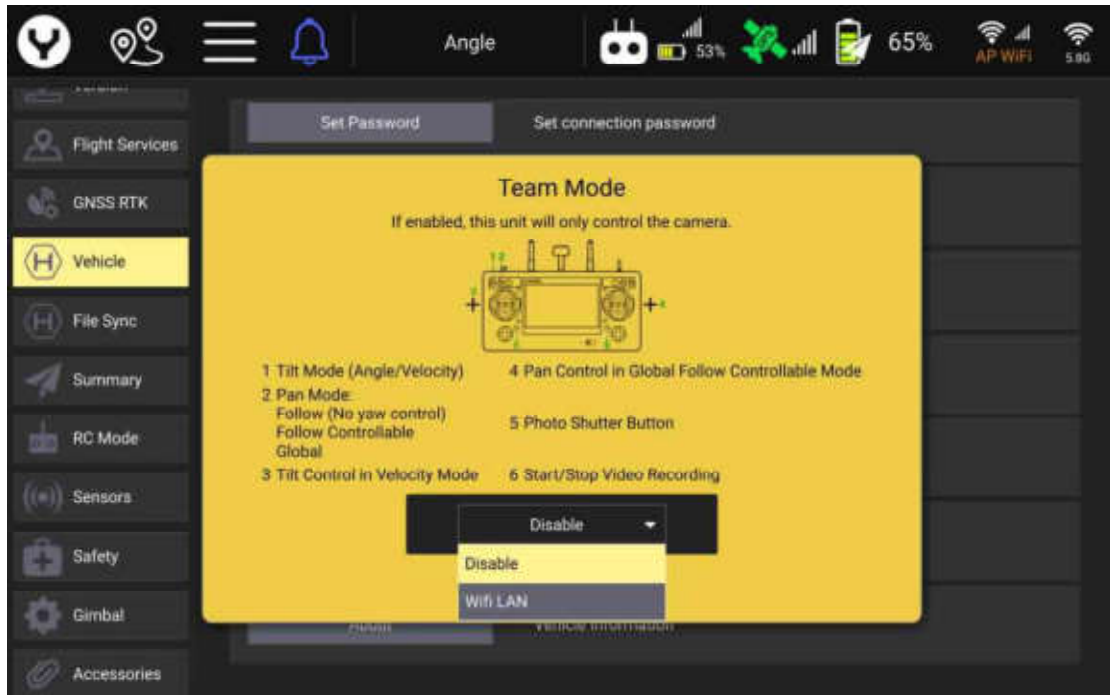 Angle
53%
65%
AP WiFi
5.8G
Version
Flight Services
GNSS RTK
Vehicle
File Sync
Summary
RC Mode
Sensors
Safety
Gimbal
Accessories
Set Password
Set connection password
Team Mode
If enabled, this unit will only control the camera.
1 Tilt Mode (Angle/Velocity)
2 Pan Mode:
Follow (No yaw control)
Follow Controllable
Global
3 Tilt Control in Velocity Mode
4 Pan Control in Global Follow Controllable Mode
5 Photo Shutter Button
6 Start/Stop Video Recording
Disable
Disable
Wifi LAN
About
Vehicle Information